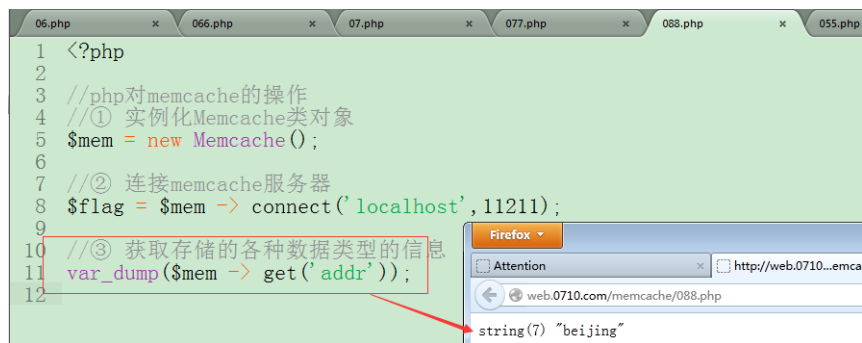 06.php × 066.php × 07.php × 077.php × 088.php × 055.php
1 <?php
2
3 //php对memcache的操作
4 //① 实例化Memcache类对象
5 $mem = new Memcache();
6
7 //② 连接memcache服务器
8 $flag = $mem -> connect('localhost',11211);
9
10 //③ 获取存储的各种数据类型的信息
11 var_dump($mem -> get('addr'));
12
Firefox
Attention × http://web.0710...emca
web.0710.com/memcache/088.php
string(7) "beijing"